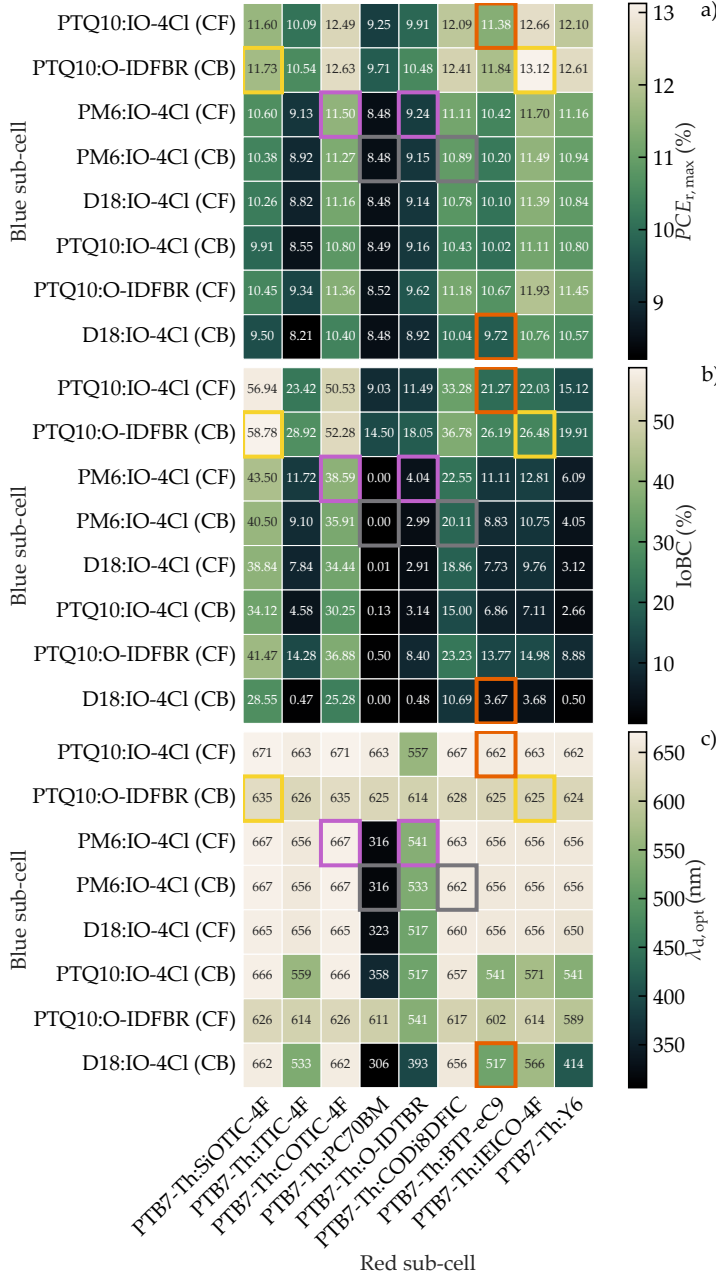 a)
PTQ10:IO-4Cl (CF) 11.60 10.09 12.49 9.25 9.91 12.09 11.38 12.66 12.10
PTQ10:O-IDFBR (CB) 11.73 10.54 12.63 9.71 10.48 12.41 11.84 13.12 12.61
PM6:IO-4Cl (CF) 10.60 9.13 11.50 8.48 9.24 11.11 10.42 11.70 11.16
PM6:IO-4Cl (CB) 10.38 8.92 11.27 8.48 9.15 10.89 10.20 11.49 10.94
D18:IO-4Cl (CF) 10.26 8.82 11.16 8.48 9.14 10.78 10.10 11.39 10.84
PTQ10:IO-4Cl (CB) 9.91 8.55 10.80 8.49 9.16 10.43 10.02 11.11 10.80
PTQ10:O-IDFBR (CF) 10.45 9.34 11.36 8.52 9.62 11.18 10.67 11.93 11.45
D18:IO-4Cl (CB) 9.50 8.21 10.40 8.48 8.92 10.04 9.72 10.76 10.57
Blue sub-cell
13
12
11
10
9
PCE r, max (%)
b)
PTQ10:IO-4Cl (CF) 56.94 23.42 50.53 9.03 11.49 33.28 21.27 22.03 15.12
PTQ10:O-IDFBR (CB) 58.78 28.92 52.28 14.50 18.05 36.78 26.19 26.48 19.91
PM6:IO-4Cl (CF) 43.50 11.72 38.59 0.00 4.04 22.55 11.11 12.81 6.09
PM6:IO-4Cl (CB) 40.50 9.10 35.91 0.00 2.99 20.11 8.83 10.75 4.05
D18:IO-4Cl (CF) 38.84 7.84 34.44 0.01 2.91 18.86 7.73 9.76 3.12
PTQ10:IO-4Cl (CB) 34.12 4.58 30.25 0.13 3.14 15.00 6.86 7.11 2.66
PTQ10:O-IDFBR (CF) 41.47 14.28 36.88 0.50 8.40 23.23 13.77 14.98 8.88
D18:IO-4Cl (CB) 28.55 0.47 25.28 0.00 0.48 10.69 3.67 3.68 0.50
Blue sub-cell
50
40
30
20
10
IoBC (%)
c)
PTQ10:IO-4Cl (CF) 671 663 671 663 557 667 662 663 662
PTQ10:O-IDFBR (CB) 635 626 635 625 614 628 625 625 624
PM6:IO-4Cl (CF) 667 656 667 316 541 663 656 656 656
PM6:IO-4Cl (CB) 667 656 667 316 533 662 656 656 656
D18:IO-4Cl (CF) 665 656 665 323 517 660 656 656 650
PTQ10:IO-4Cl (CB) 666 559 666 358 517 657 541 571 541
PTQ10:O-IDFBR (CF) 626 614 626 611 541 617 602 614 589
D18:IO-4Cl (CB) 662 533 662 306 393 656 517 566 414
Blue sub-cell
650
600
550
500
450
400
350
λd, opt (nm)
PTB7-Th:SiOTIC-4F
PTB7-Th:ITIC-4F
PTB7-Th:COTIC-4F
PTB7-Th:PC70BM
PTB7-Th:O-IDTBR
PTB7-Th:CODi8DFIC
PTB7-Th:BTP-eC9
PTB7-Th:IEICO-4F
PTB7-Th:Y6
Red sub-cell